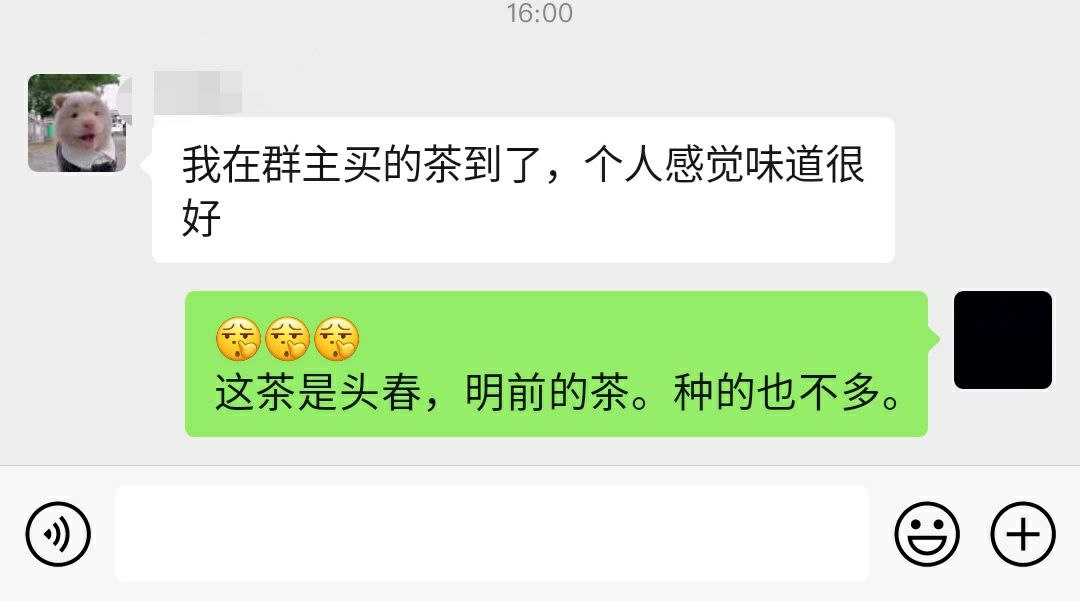 16:00
我在群主买的茶到了，个人感觉味道很
好
🤫🤫🤫
这茶是头春，明前的茶。种的也不多。